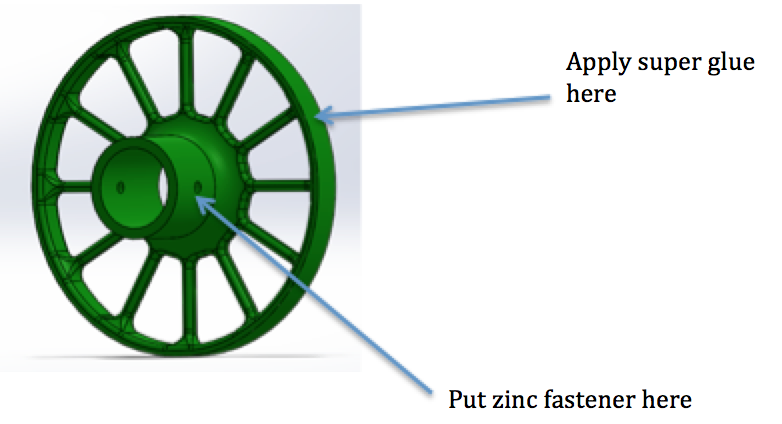 Apply super glue
here
Put zinc fastener here